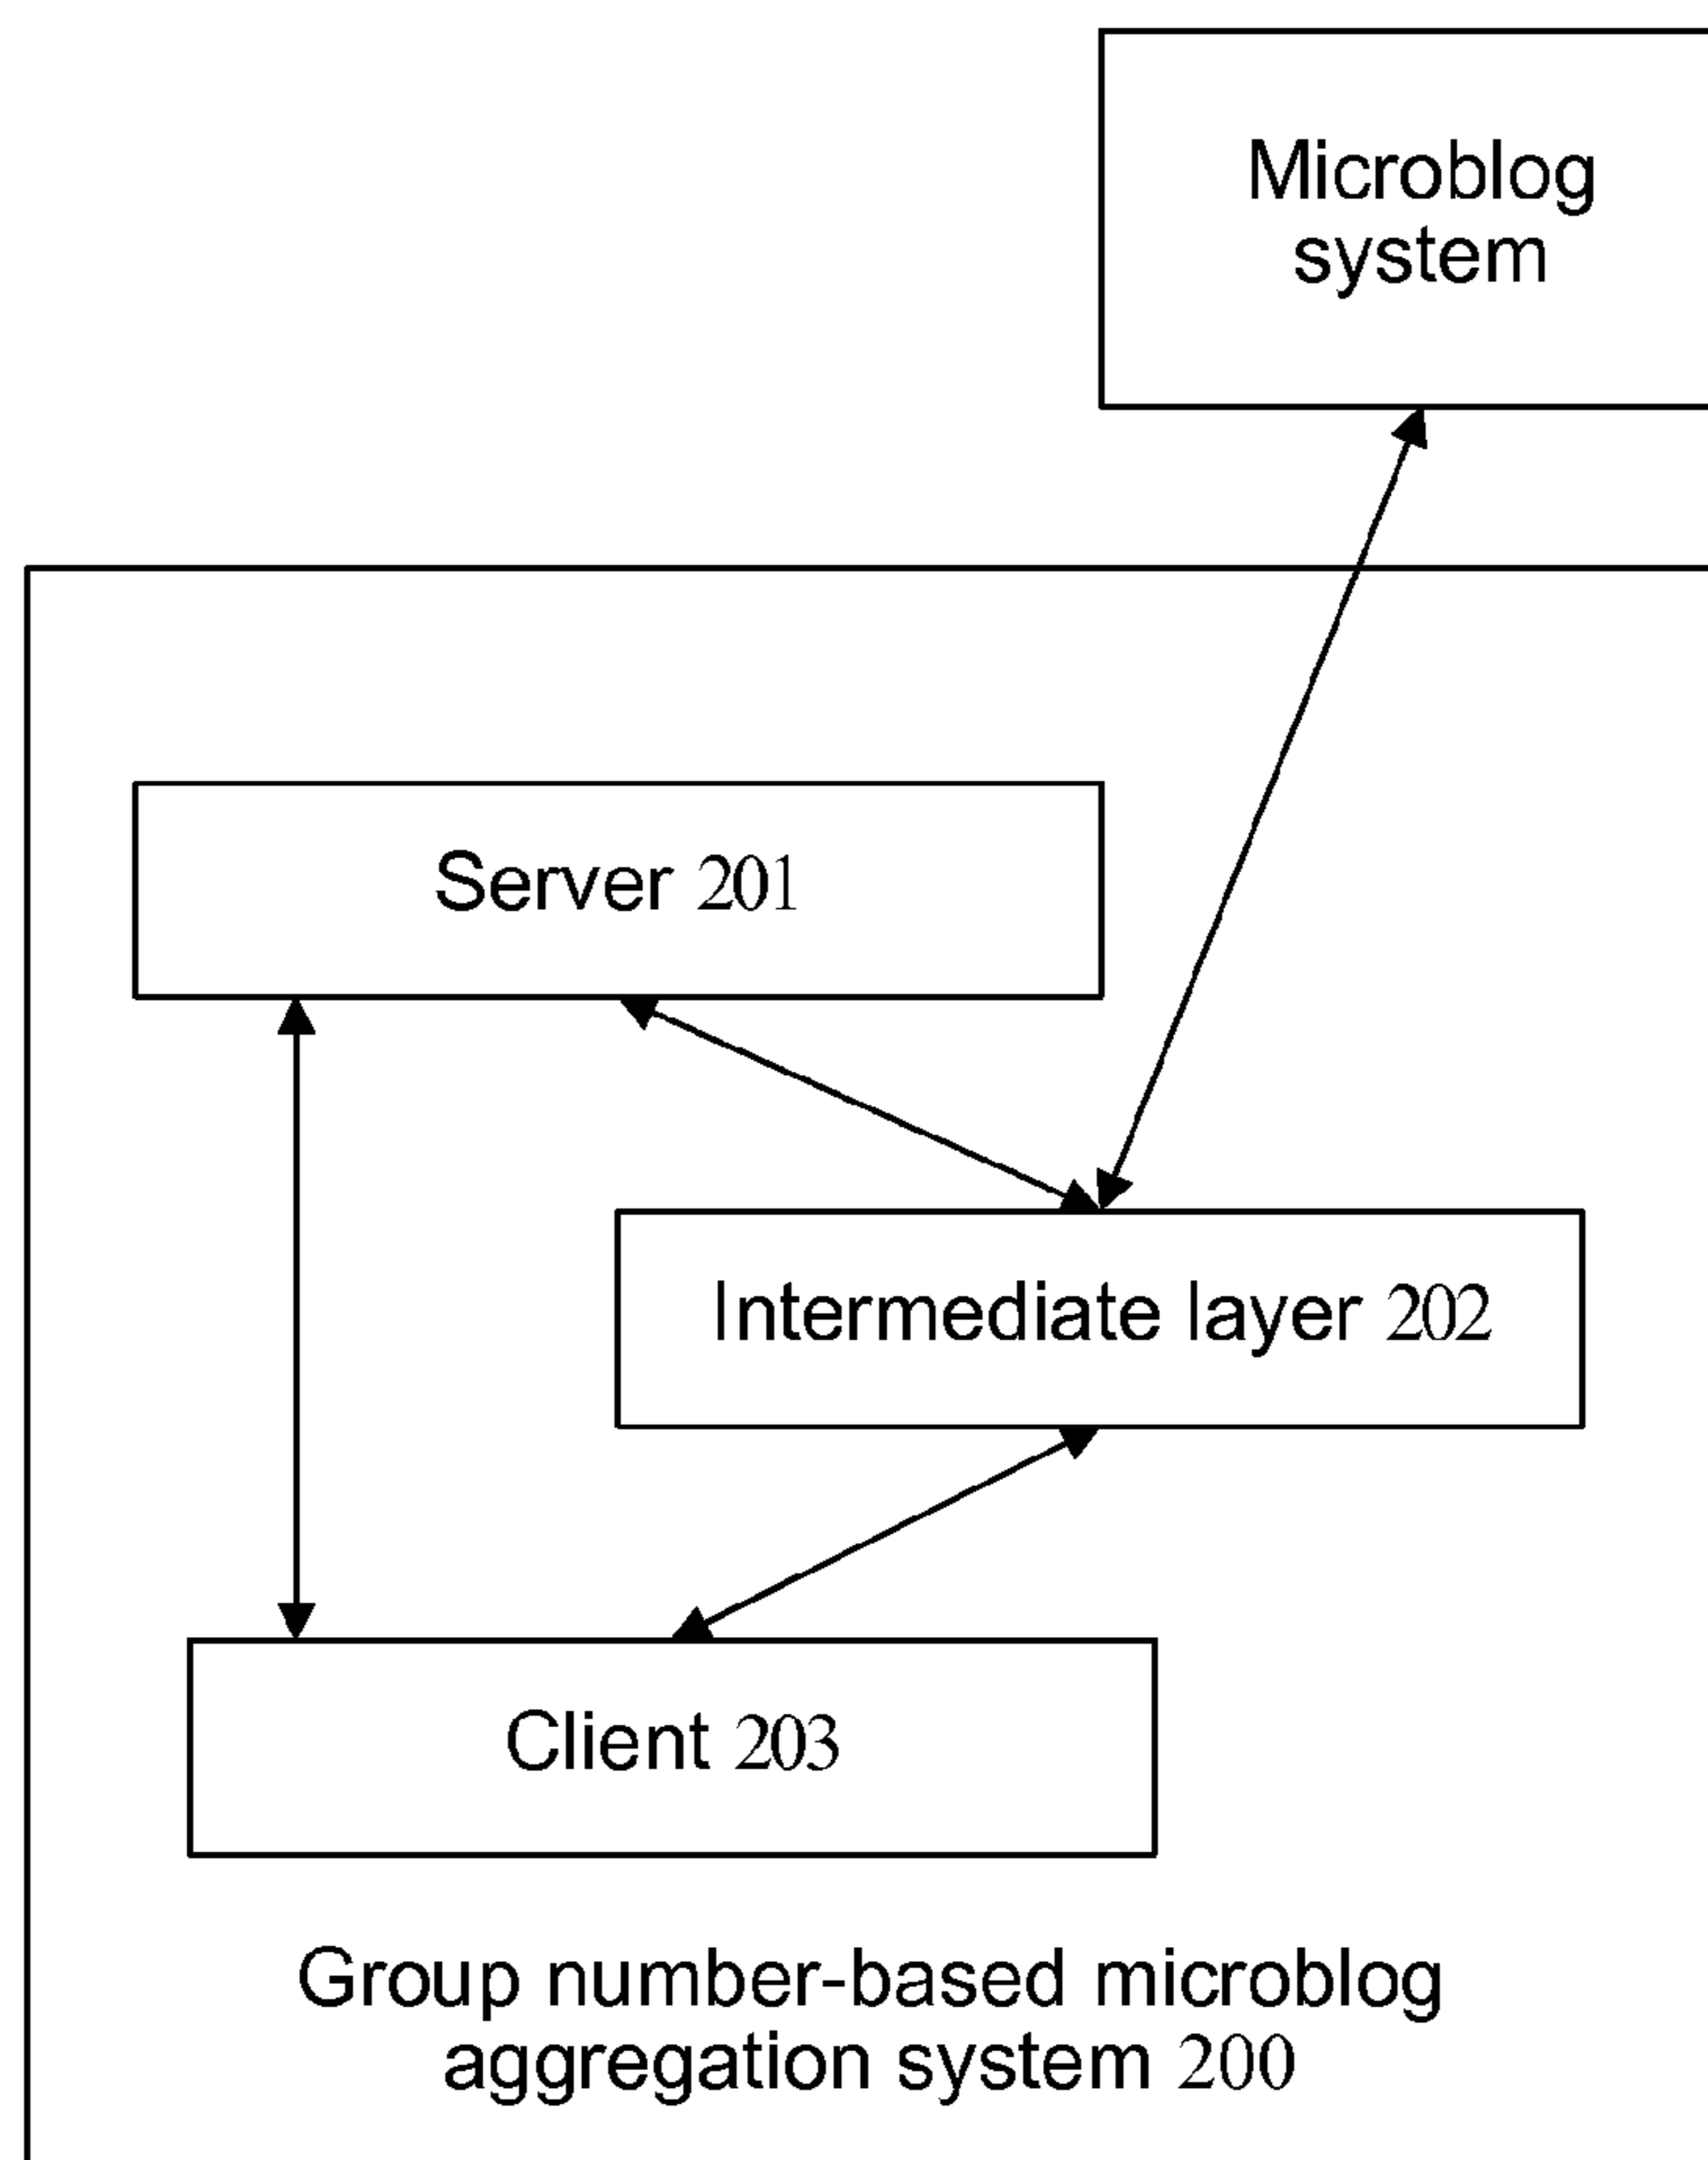 Microblog
system
Server 201
Intermediate layer 202
Client 203
Group number-based microblog
aggregation system 200